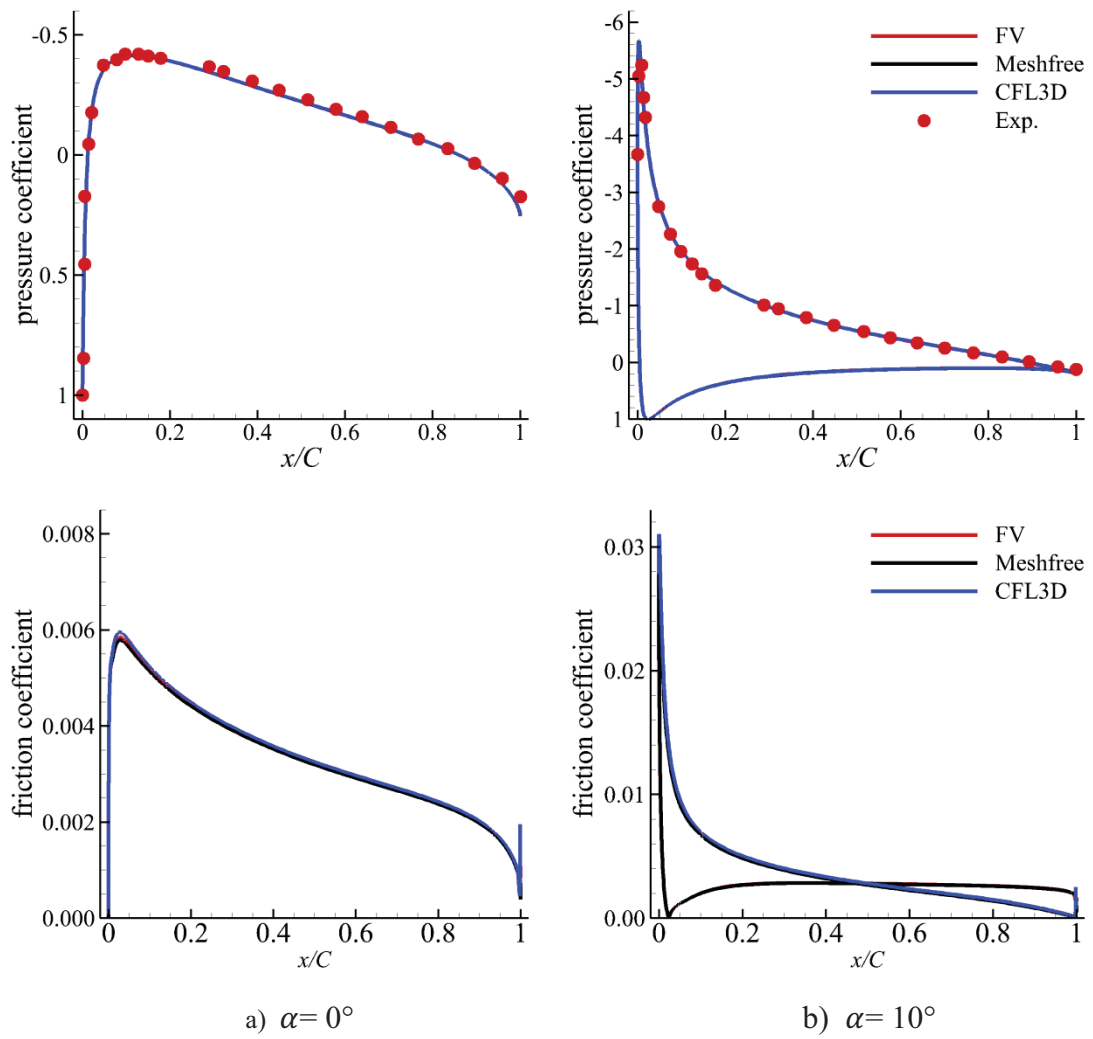 -0.5
0
0.5
1
pressure coefficient
0 0.2 0.4 0.6 0.8 1
x/C
-6
-5
-4
-3
-2
-1
0
1
pressure coefficient
0 0.2 0.4 0.6 0.8 1
x/C
FV
Meshfree
CFL3D
Exp.
0.008
0.006
0.004
0.002
0.000
friction coefficient
0 0.2 0.4 0.6 0.8 1
x/C
0.03
0.02
0.01
0.00
friction coefficient
0 0.2 0.4 0.6 0.8 1
x/C
FV
Meshfree
CFL3D
a) α= 0°
b) α= 10°